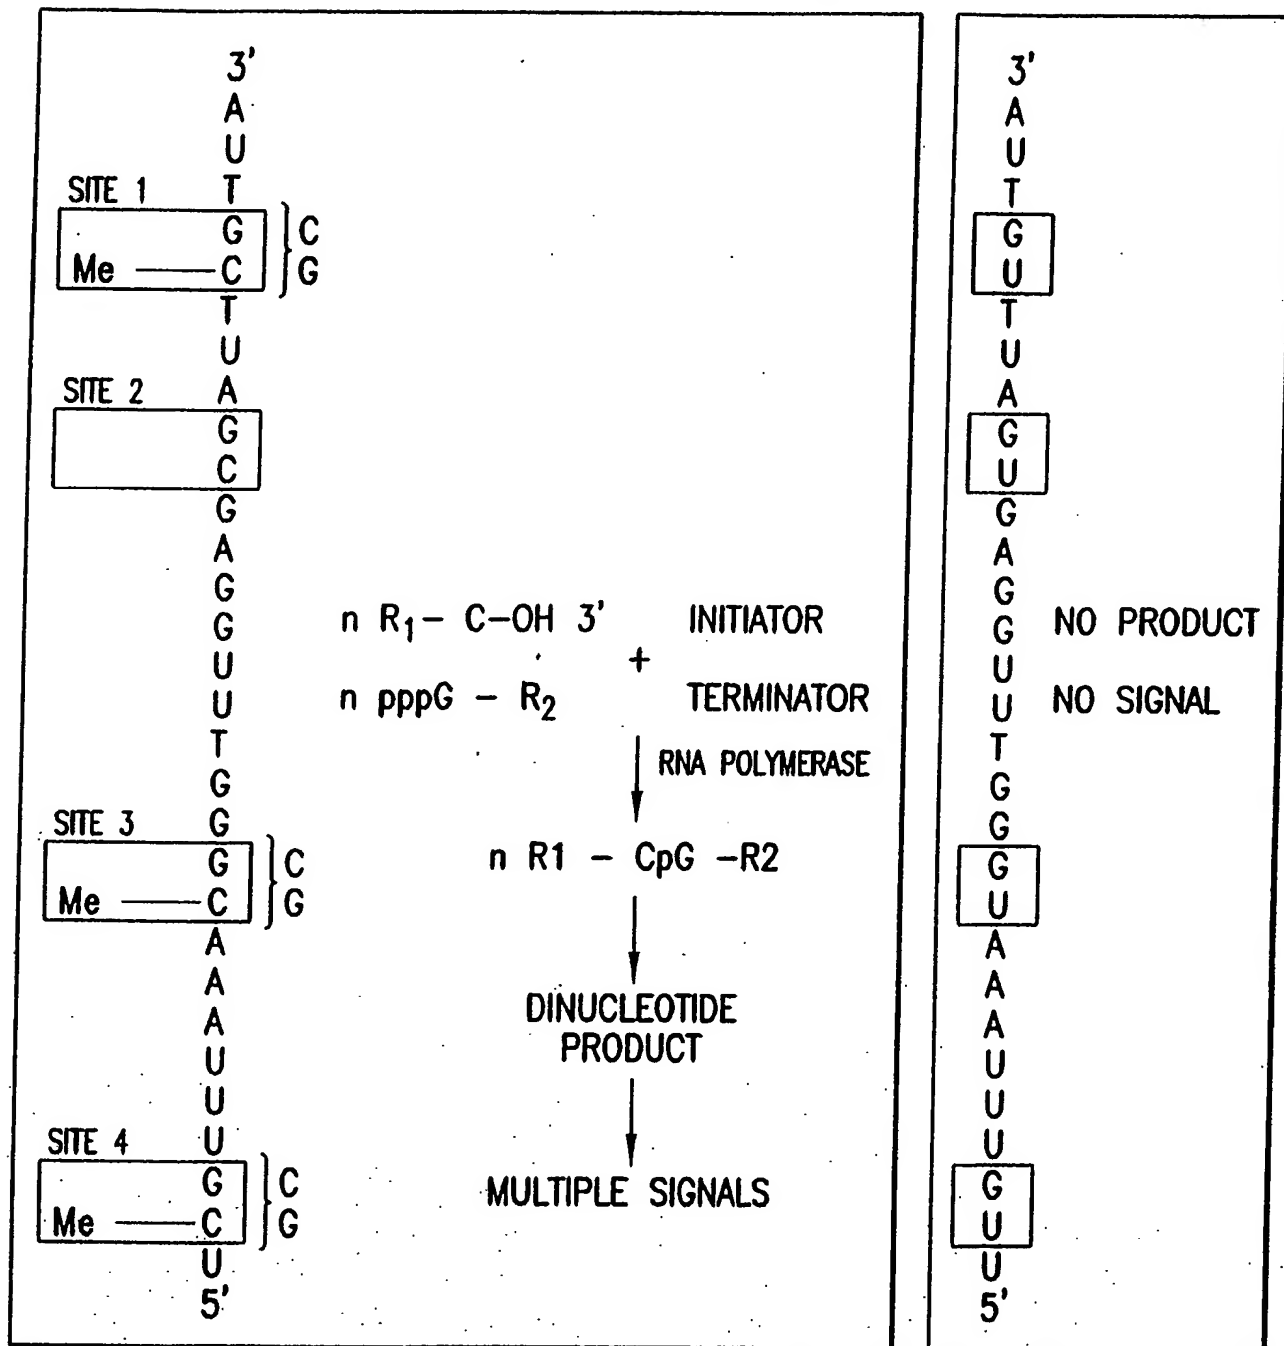 3'
A
U
SITE 1 T
G C
Me C G
T
U
SITE 2 A
G
C
G
A
G
G
U
U
T
G
SITE 3 G
G C
Me C G
A
A
A
U
U
SITE 4 U
G C
Me C G
U
5'
n R1 – C–OH 3' INITIATOR
+
n pppG – R2 TERMINATOR
RNA POLYMERASE
n R1 – CpG –R2
DINUCLEOTIDE
PRODUCT
MULTIPLE SIGNALS
3'
A
U
T
G
U
T
U
A
G
U
G
A
G
G NO PRODUCT
U
U NO SIGNAL
T
G
G
G
U
A
A
A
U
U
U
G
U
U
5'